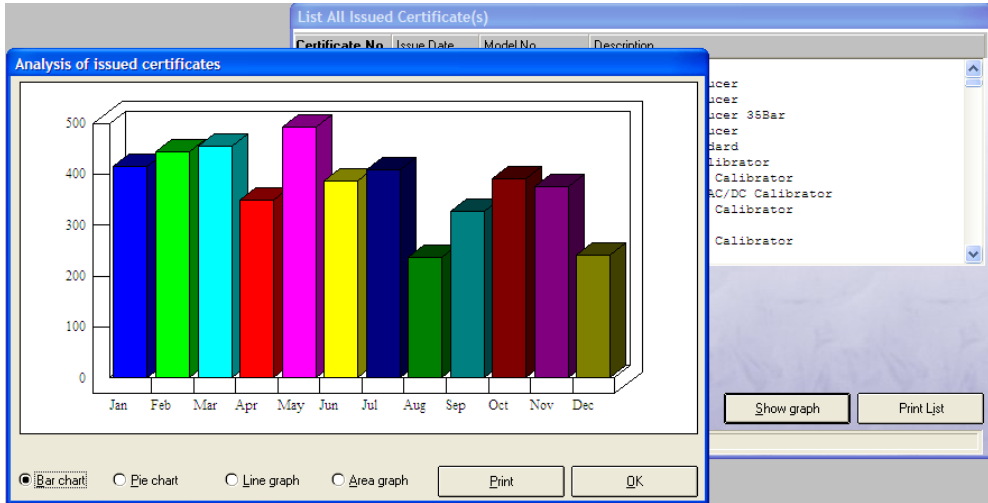 List All Issued Certificate(s)
Certificate No Issue Date Model No Description
ucer
ucer
ucer 35Bar
ucer
dard
librator
Calibrator
AC/DC Calibrator
Calibrator
Calibrator
Show graph Print List
Analysis of issued certificates
500
400
300
200
100
0
Jan Feb Mar Apr May Jun Jul Aug Sep Oct Nov Dec
Bar chart Pie chart Line graph Area graph Print OK